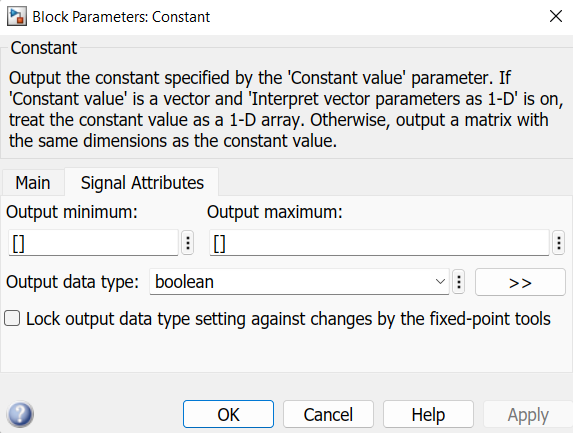 Block Parameters: Constant
Constant
Output the constant specified by the 'Constant value' parameter. If
'Constant value' is a vector and 'Interpret vector parameters as 1-D' is on,
treat the constant value as a 1-D array. Otherwise, output a matrix with
the same dimensions as the constant value.
Main Signal Attributes
Output minimum: Output maximum:
[] []
Output data type: boolean >>
Lock output data type setting against changes by the fixed-point tools
? OK Cancel Help Apply